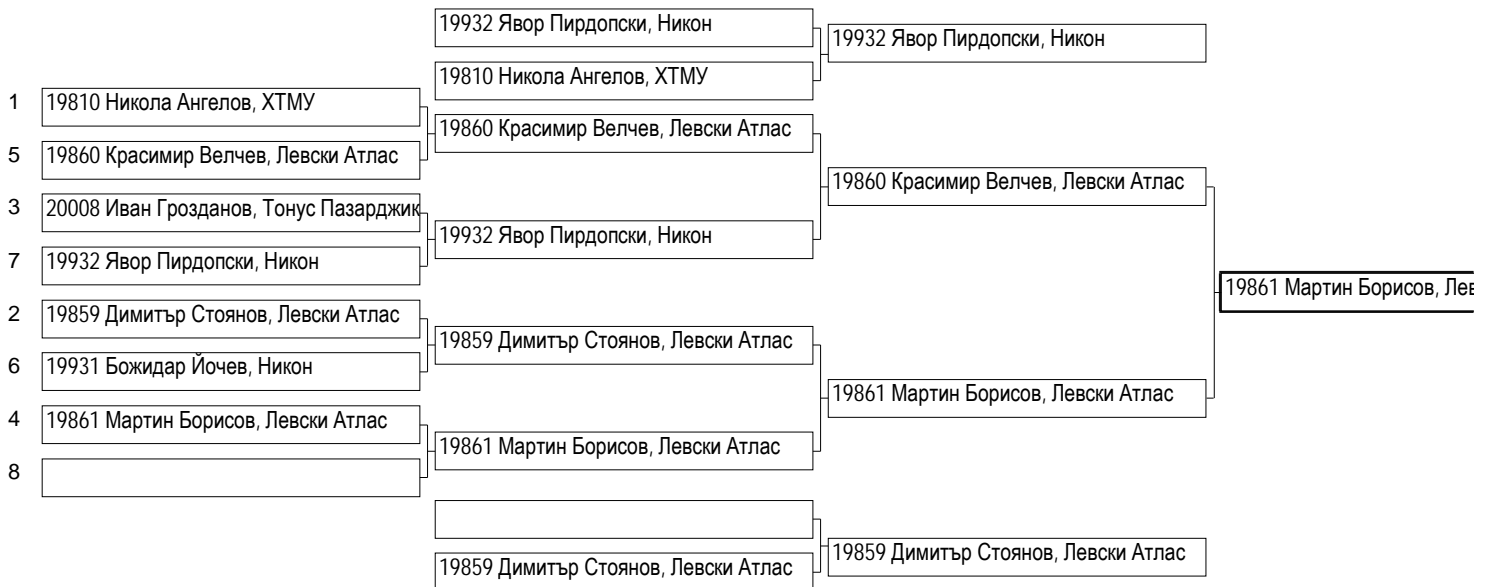 19932 Явор Пирдопски, Никон
19932 Явор Пирдопски, Никон
19810 Никола Ангелов, ХТМУ
1 19810 Никола Ангелов, ХТМУ
19860 Красимир Велчев, Левски Атлас
5 19860 Красимир Велчев, Левски Атлас
19860 Красимир Велчев, Левски Атлас
3 20008 Иван Грозданов, Тонус Пазарджик
19932 Явор Пирдопски, Никон
7 19932 Явор Пирдопски, Никон
19861 Мартин Борисов, Лев
2 19859 Димитър Стоянов, Левски Атлас
19859 Димитър Стоянов, Левски Атлас
6 19931 Божидар Йочев, Никон
19861 Мартин Борисов, Левски Атлас
4 19861 Мартин Борисов, Левски Атлас
19861 Мартин Борисов, Левски Атлас
8
19859 Димитър Стоянов, Левски Атлас
19859 Димитър Стоянов, Левски Атлас